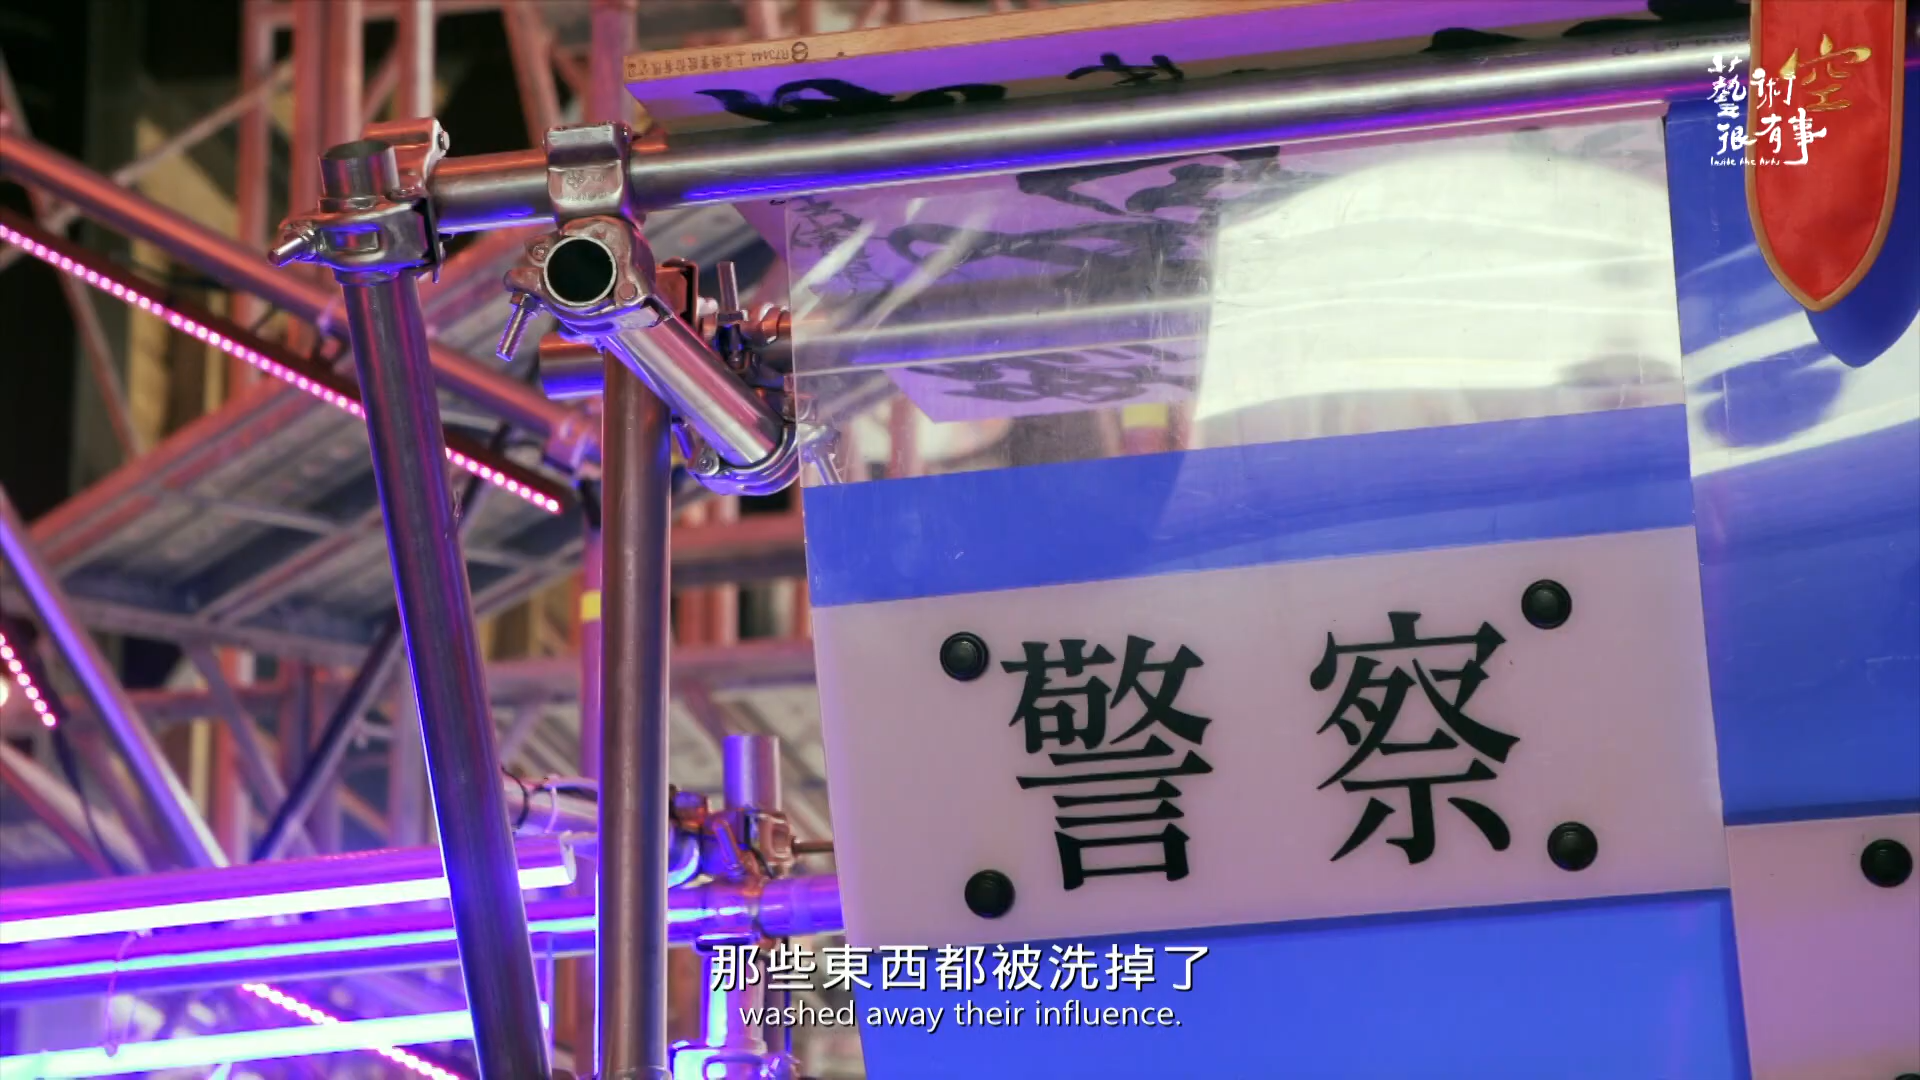 藝術
很有事
Inside the Arts
空
警察
那些東西都被洗掉了
washed away their influence.